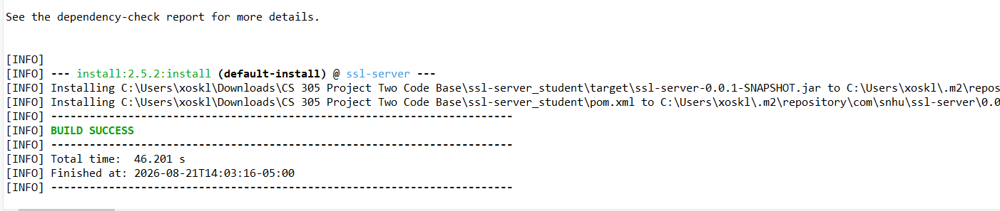 See the dependency-check report for more details.
[INFO]
[INFO] --- install:2.5.2:install (default-install) @ ssl-server ---
[INFO] Installing C:\Users\xoskl\Downloads\CS 305 Project Two Code Base\ssl-server_student\target\ssl-server-0.0.1-SNAPSHOT.jar to C:\Users\xoskl\.m2\repos
[INFO] Installing C:\Users\xoskl\Downloads\CS 305 Project Two Code Base\ssl-server_student\pom.xml to C:\Users\xoskl\.m2\repository\com\snhu\ssl-server\0.0
[INFO] ------------------------------------------------------------------------
[INFO] BUILD SUCCESS
[INFO] ------------------------------------------------------------------------
[INFO] Total time:  46.201 s
[INFO] Finished at: 2026-08-21T14:03:16-05:00
[INFO] ------------------------------------------------------------------------